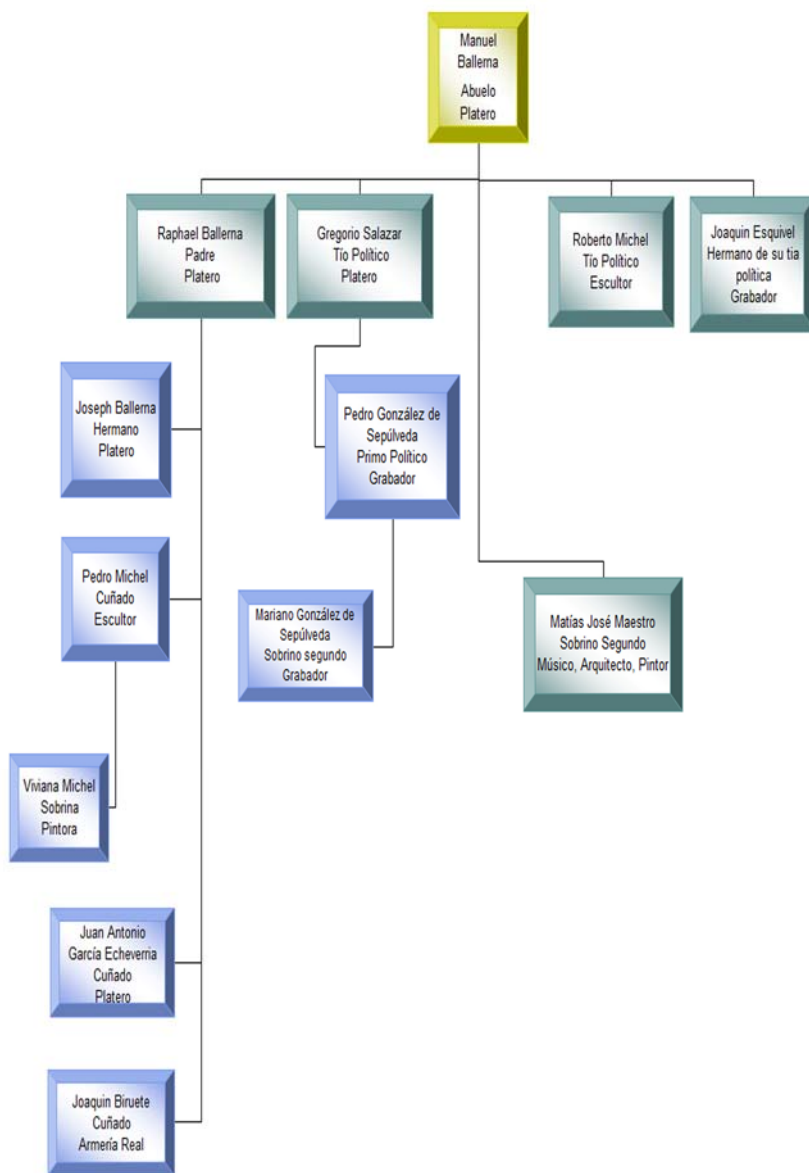 Manuel
Ballerna
Abuelo
Platero
Raphael Ballerna
Padre
Platero
Gregorio Salazar
Tío Político
Platero
Roberto Michel
Tío Político
Escultor
Joaquin Esquivel
Hermano de su tia
política
Grabador
Joseph Ballerna
Hermano
Platero
Pedro González de
Sepúlveda
Primo Político
Grabador
Pedro Michel
Cuñado
Escultor
Mariano González de
Sepúlveda
Sobrino segundo
Grabador
Matías José Maestro
Sobrino Segundo
Músico, Arquitecto, Pintor
Viviana Michel
Sobrina
Pintora
Juan Antonio
García Echeverria
Cuñado
Platero
Joaquin Biruete
Cuñado
Armería Real